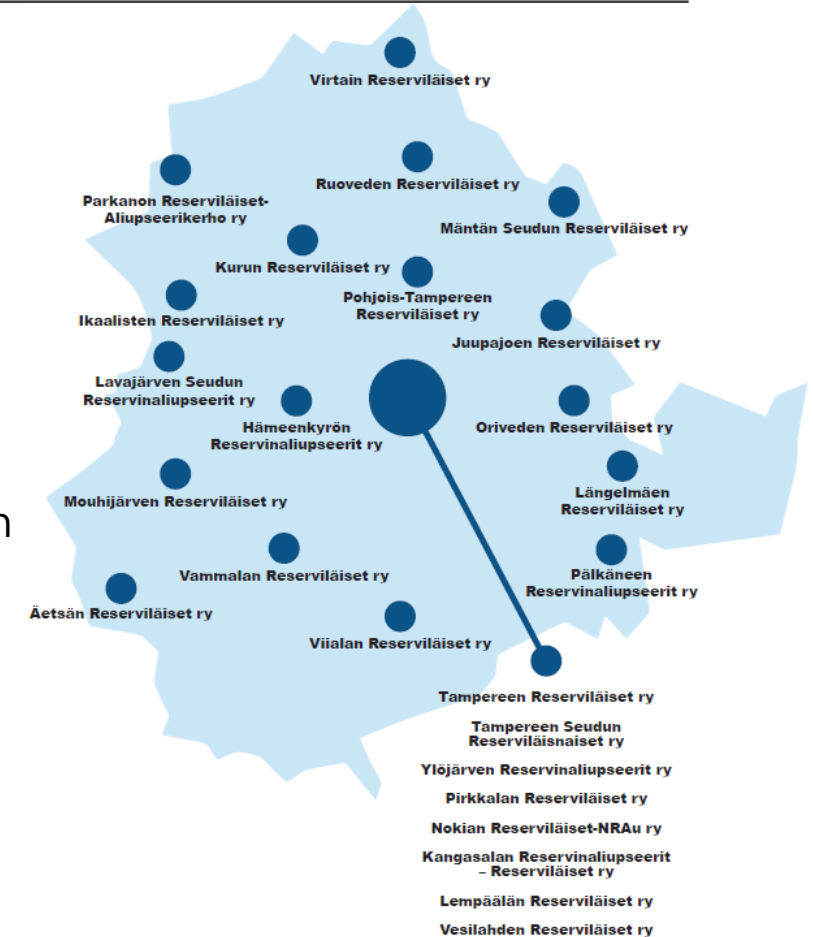 Virtain Reserviläiset ry
Ruoveden Reserviläiset ry
Parkanon Reserviläiset-
Aliupseerikerho ry
Mäntän Seudun Reserviläiset ry
Kurun Reserviläiset ry
Pohjois-Tampereen
Reserviläiset ry
Ikaalisten Reserviläiset ry
Juupajoen Reserviläiset ry
Lavajärven Seudun
Reservinaliupseerit ry
Hämeenkyrön
Reservinaliupseerit ry
Oriveden Reserviläiset ry
Mouhijärven Reserviläiset ry
Längelmäen
Reserviläiset ry
n
Vammalan Reserviläiset ry
Pälkäneen
Reservinaliupseerit ry
Äetsän Reserviläiset ry
Viialan Reserviläiset ry
Tampereen Reserviläiset ry
Tampereen Seudun
Reserviläisnaiset ry
Ylöjärven Reservinaliupseerit ry
Pirkkalan Reserviläiset ry
Nokian Reserviläiset-NRAu ry
Kangasalan Reservinaliupseerit
– Reserviläiset ry
Lempäälän Reserviläiset ry
Vesilahden Reserviläiset ry